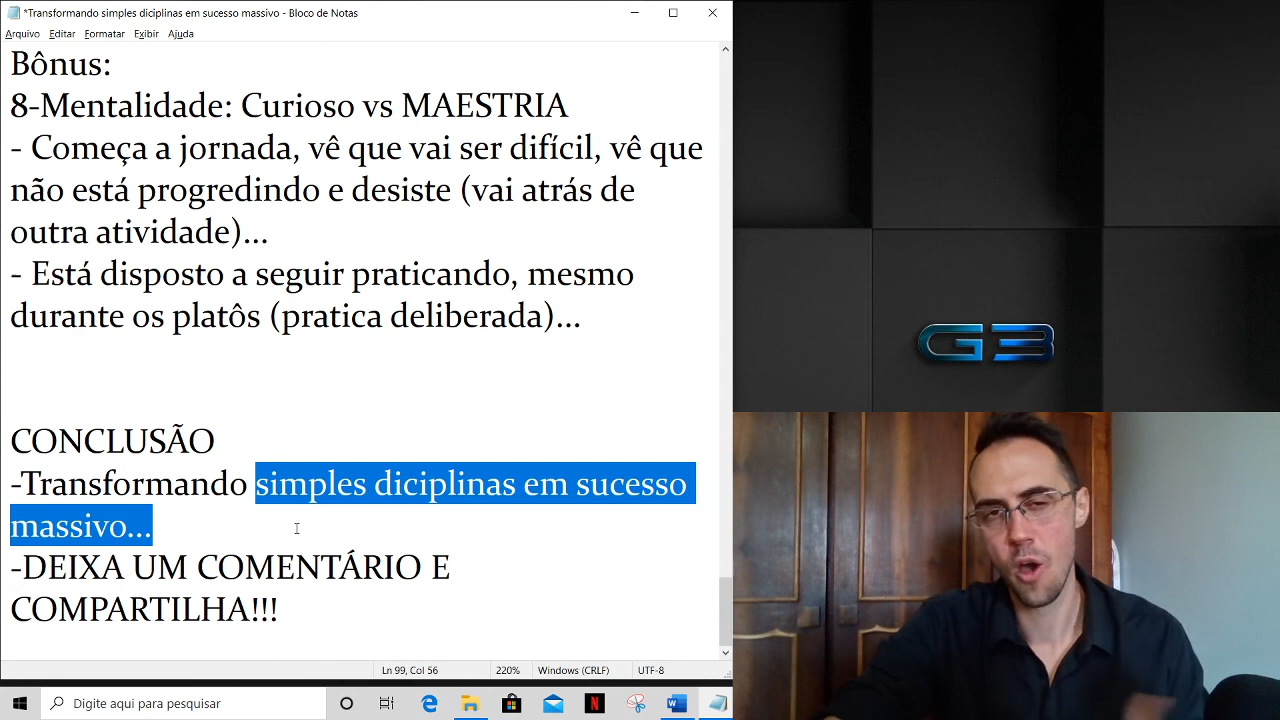 *Transformando simples diciplinas em sucesso massivo - Bloco de Notas
Arquivo Editar Formatar Exibir Ajuda
Bônus:
8-Mentalidade: Curioso vs MAESTRIA
- Começa a jornada, vê que vai ser difícil, vê que
não está progredindo e desiste (vai atrás de
outra atividade)...
- Está disposto a seguir praticando, mesmo
durante os platôs (pratica deliberada)...
CONCLUSÃO
-Transformando simples diciplinas em sucesso
massivo...
-DEIXA UM COMENTÁRIO E
COMPARTILHA!!!
Ln 99, Col 56 220% Windows (CRLF) UTF-8
Digite aqui para pesquisar
G3